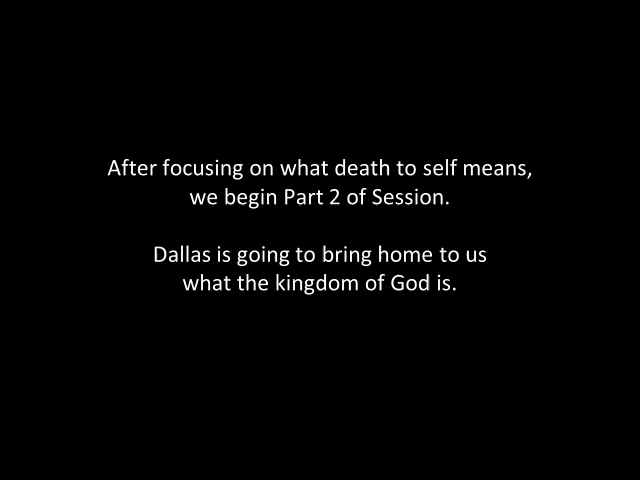 After focusing on what death to self means,
we begin Part 2 of Session.
Dallas is going to bring home to us
what the kingdom of God is.